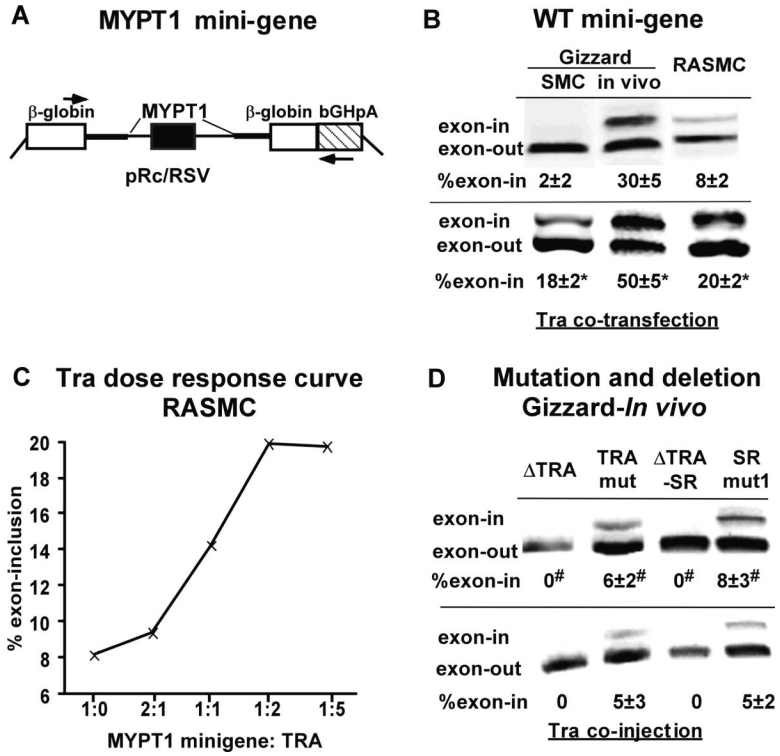 A MYPT1 mini-gene
β-globin MYPT1 β-globin bGHpA
pRc/RSV
B WT mini-gene
Gizzard
SMC in vivo RASMC
exon-in
exon-out
%exon-in 2±2 30±5 8±2
exon-in
exon-out
%exon-in 18±2* 50±5* 20±2*
Tra co-transfection
C Tra dose response curve
RASMC
% exon-inclusion
20
18
16
14
12
10
8
6
1:0 2:1 1:1 1:2 1:5
MYPT1 minigene: TRA
D Mutation and deletion
Gizzard-In vivo
ΔTRA TRA mut ΔTRA -SR SR mut1
exon-in
exon-out
%exon-in 0# 6±2# 0# 8±3#
exon-in
exon-out
%exon-in 0 5±3 0 5±2
Tra co-injection